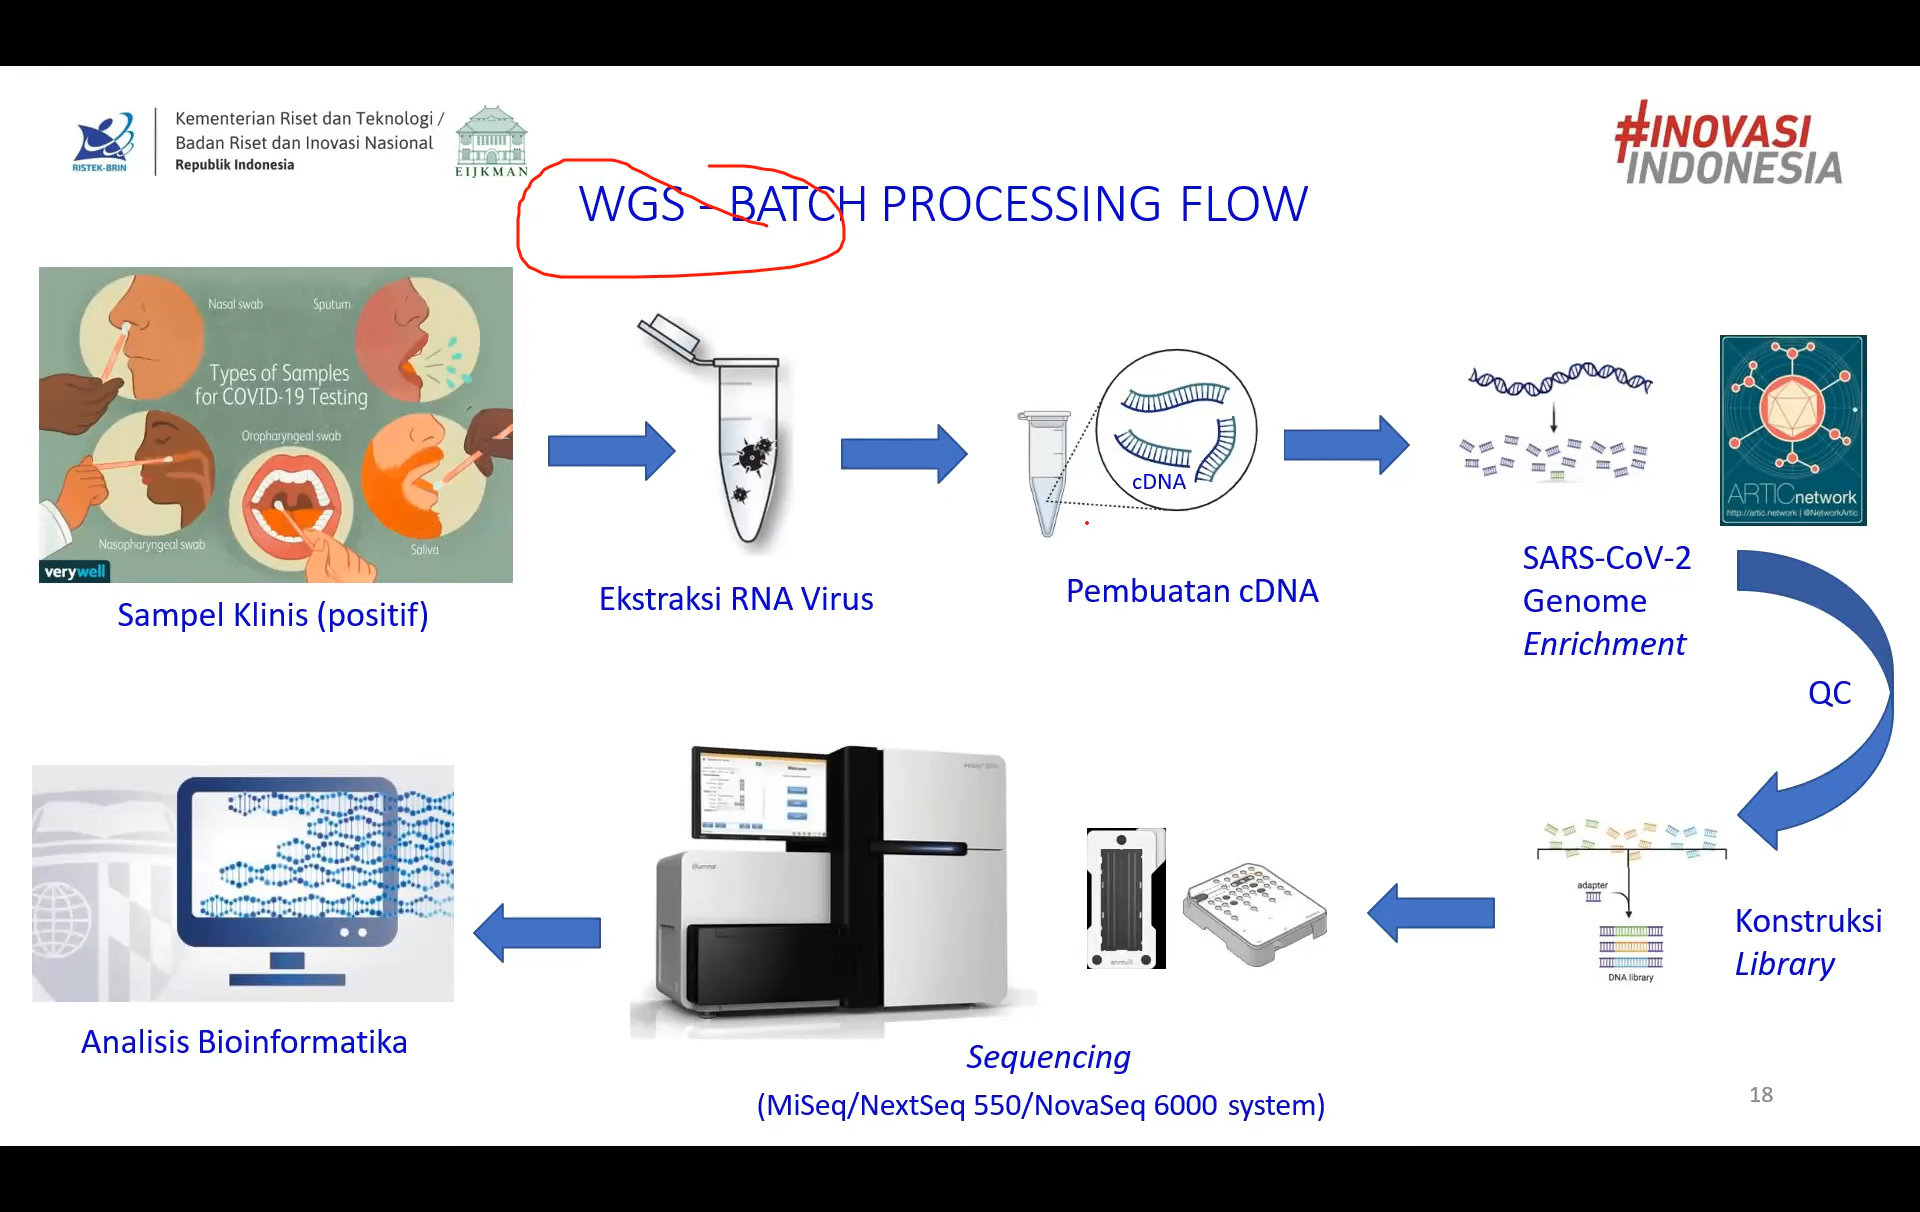 Kementerian Riset dan Teknologi /
Badan Riset dan Inovasi Nasional
Republik Indonesia
RISTEK-BRIN
EIJKMAN
#INOVASI
INDONESIA
WGS - BATCH PROCESSING FLOW
Nasal swab
Sputum
Types of Samples
for COVID-19 Testing
Oropharyngeal swab
Nasopharyngeal swab
Saliva
verywell
Sampel Klinis (positif)
Ekstraksi RNA Virus
cDNA
Pembuatan cDNA
SARS-CoV-2
Genome
Enrichment
ARTICnetwork
http://artic.network | @NetworkArtic
QC
adapter
DNA library
Konstruksi
Library
illumina
Welcome
Sequencing
(MiSeq/NextSeq 550/NovaSeq 6000 system)
Analisis Bioinformatika
18